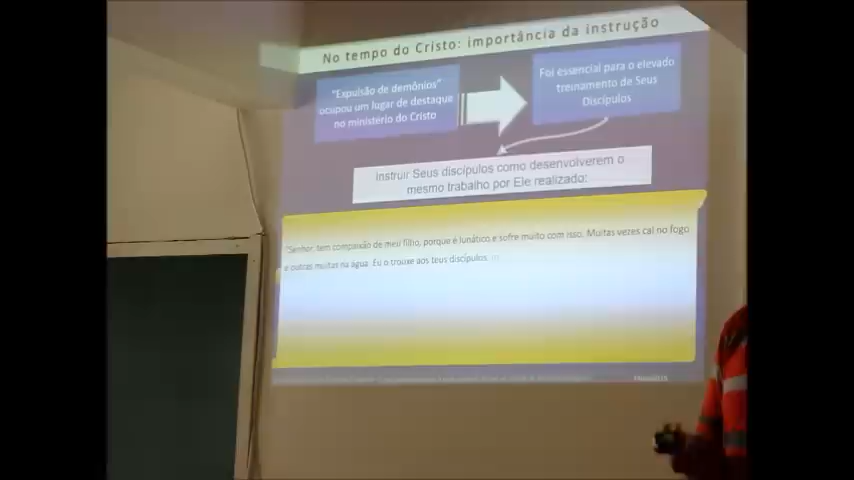 No tempo do Cristo: importância da instrução
"Expulsão de demônios"
ocupou um lugar de destaque
no ministério do Cristo
Foi essencial para o elevado
treinamento de Seus
Discípulos
Instruir Seus discípulos como desenvolverem o
mesmo trabalho por Ele realizado:
"Senhor, tem compaixão de meu filho, porque é lunático e sofre muito com isso. Muitas vezes cai no fogo
e outras muitas na água. Eu o trouxe aos teus discípulos